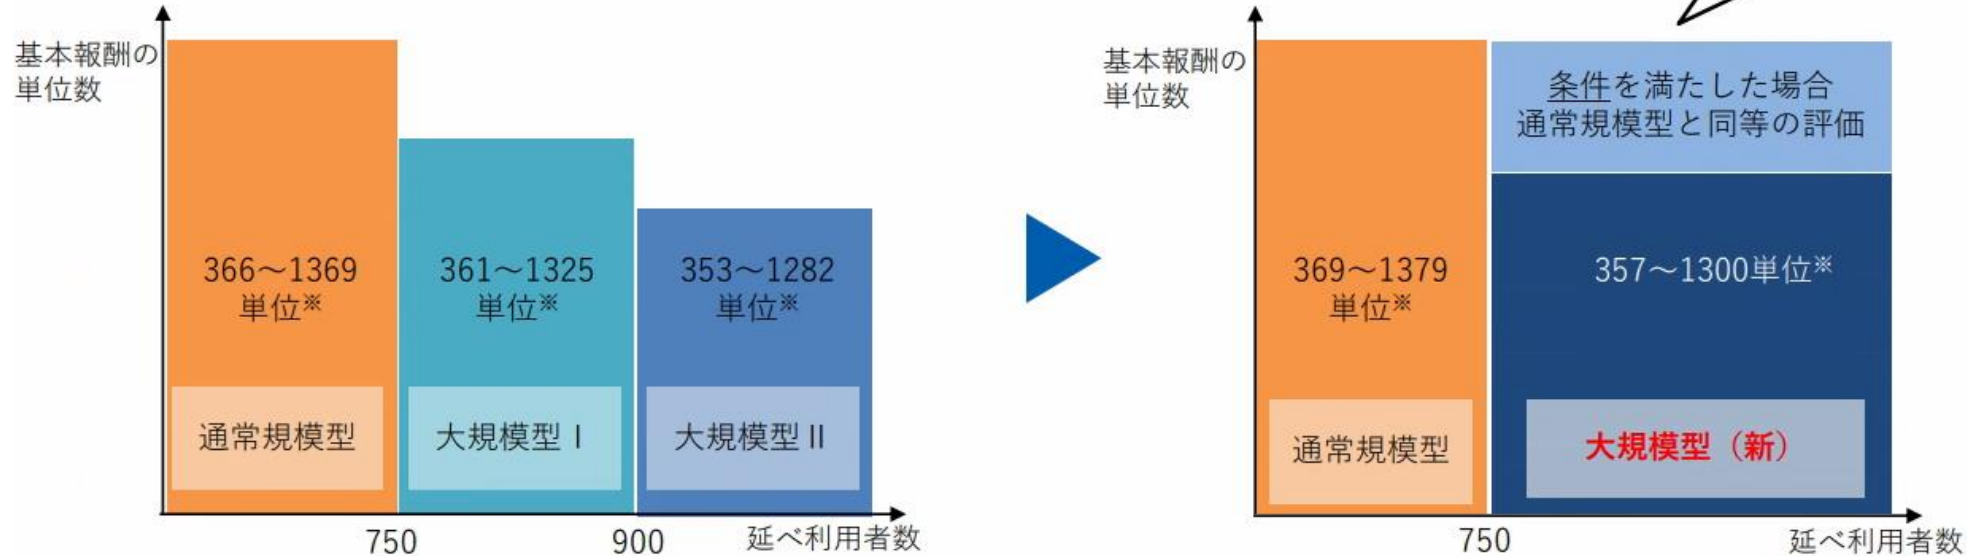 基本報酬の
単位数
366～1369
単位※
361～1325
単位※
353～1282
単位※
通常規模型
大規模型Ⅰ
大規模型Ⅱ
750
900
延べ利用者数
基本報酬の
単位数
条件を満たした場合
通常規模型と同等の評価
369～1379
単位※
357～1300単位※
通常規模型
大規模型（新）
750
延べ利用者数